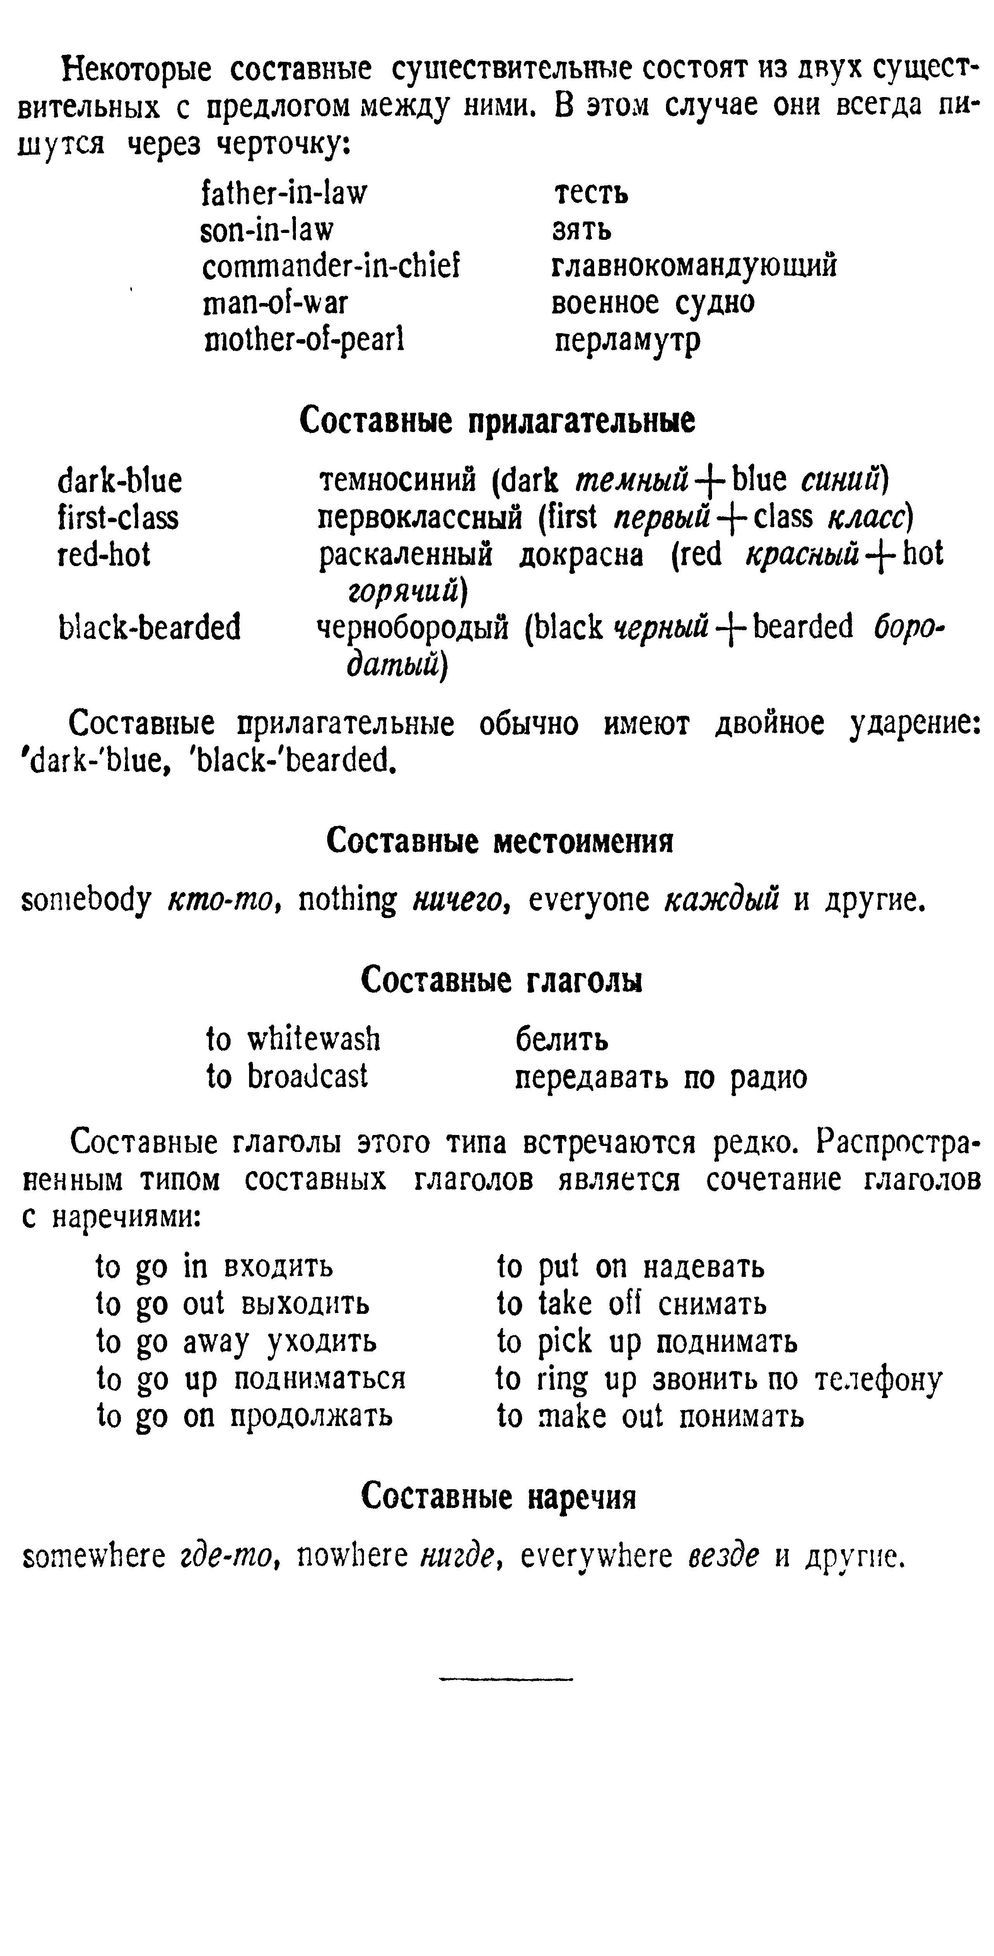 Некоторые составные существительные состоят из двух сущест-
вительных с предлогом между ними. В этом случае они всегда пи-
шутся через черточку:
father-in-law тесть
son-in-law зять
commander-in-chief главнокомандующий
man-of-war военное судно
mother-of-pearl перламутр
Составные прилагательные
dark-blue темносиний (dark темный + blue синий)
first-class первоклассный (first первый + class класс)
red-hot раскаленный докрасна (red красный + hot
горячий)
black-bearded чернобородый (black черный + bearded боро-
датый)
Составные прилагательные обычно имеют двойное ударение:
'dark-'blue, 'black-'bearded.
Составные местоимения
somebody кто-то, nothing ничего, everyone каждый и другие.
Составные глаголы
to whitewash белить
to broadcast передавать по радио
Составные глаголы этого типа встречаются редко. Распростра-
ненным типом составных глаголов является сочетание глаголов
с наречиями:
to go in входить to put on надевать
to go out выходить to take off снимать
to go away уходить to pick up поднимать
to go up подниматься to ring up звонить по телефону
to go on продолжать to make out понимать
Составные наречия
somewhere где-то, nowhere нигде, everywhere везде и другие.